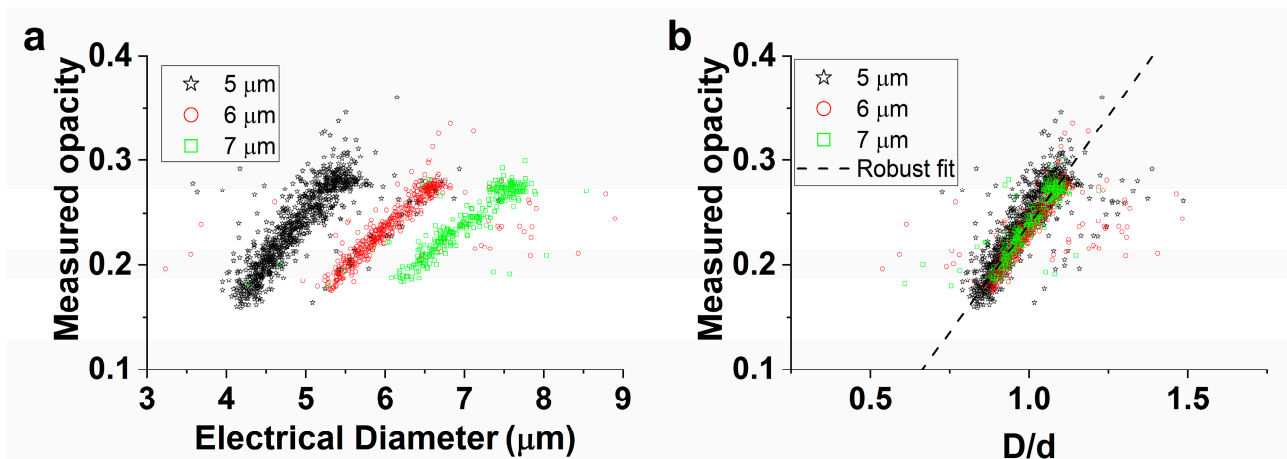 a
Measured opacity
0.4
0.3
0.2
0.1
5 μm
6 μm
7 μm
3 4 5 6 7 8 9
Electrical Diameter (μm)
b
Measured opacity
0.4
0.3
0.2
0.1
5 μm
6 μm
7 μm
Robust fit
0.5 1.0 1.5
D/d